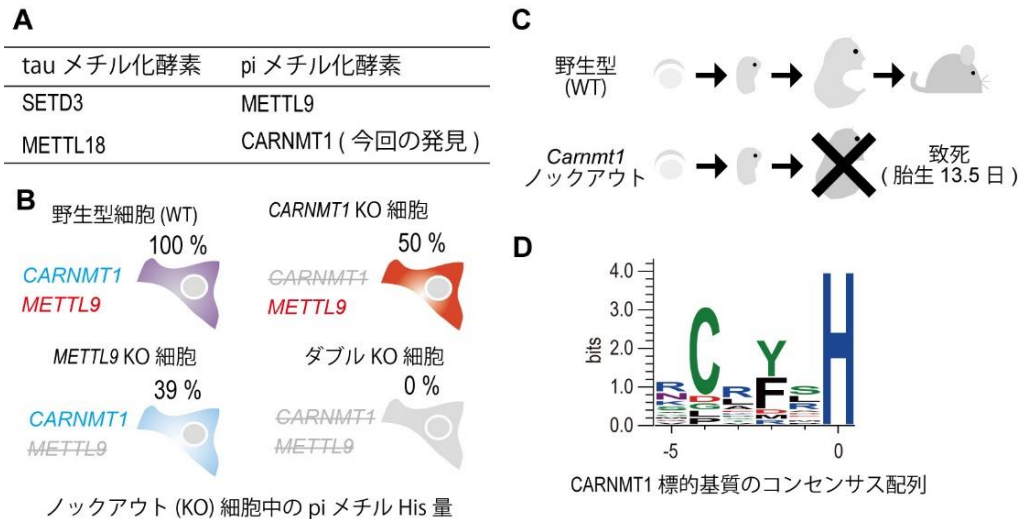 A
tau メチル化酵素 pi メチル化酵素
SETD3 METTL9
METTL18 CARNMT1 ( 今回の発見 )
B
野生型細胞 (WT)
100 %
CARNMT1
METTL9
CARNMT1 KO 細胞
50 %
CARNMT1
METTL9
METTL9 KO 細胞
39 %
CARNMT1
METTL9
ダブル KO 細胞
0 %
CARNMT1
METTL9
ノックアウト (KO) 細胞中の pi メチル His 量
C
野生型
(WT)
Carnmt1
ノックアウト
致死
( 胎生 13.5 日 )
D
bits
4.0
3.0
2.0
1.0
0.0
R N K S
C D G L P
R L A
Y F D M R
S L R
H
-5 0
CARNMT1 標的基質のコンセンサス配列